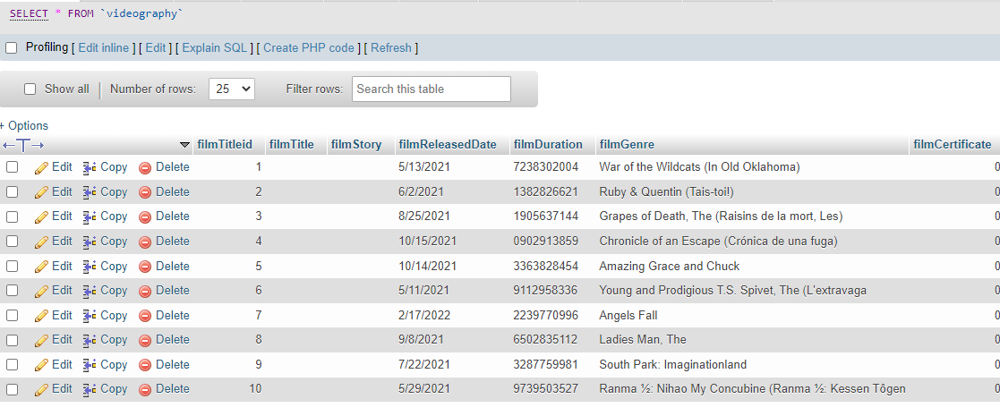 SELECT * FROM `videography`
Profiling [ Edit inline ] [ Edit ] [ Explain SQL ] [ Create PHP code ] [ Refresh ]
Show all Number of rows: 25 Filter rows: Search this table
+ Options
←T→ filmTitleid filmTitle filmStory filmReleasedDate filmDuration filmGenre filmCertificate
Edit Copy Delete 1 5/13/2021 7238302004 War of the Wildcats (In Old Oklahoma) 0
Edit Copy Delete 2 6/2/2021 1382826621 Ruby & Quentin (Tais-toi!) 0
Edit Copy Delete 3 8/25/2021 1905637144 Grapes of Death, The (Raisins de la mort, Les) 0
Edit Copy Delete 4 10/15/2021 0902913859 Chronicle of an Escape (Crónica de una fuga) 0
Edit Copy Delete 5 10/14/2021 3363828454 Amazing Grace and Chuck 0
Edit Copy Delete 6 5/11/2021 9112958336 Young and Prodigious T.S. Spivet, The (L'extravaga 0
Edit Copy Delete 7 2/17/2022 2239770996 Angels Fall 0
Edit Copy Delete 8 9/8/2021 6502835112 Ladies Man, The 0
Edit Copy Delete 9 7/22/2021 3287759981 South Park: Imaginationland 0
Edit Copy Delete 10 5/29/2021 9739503527 Ranma ½: Nihao My Concubine (Ranma ½: Kessen Tôgen 0